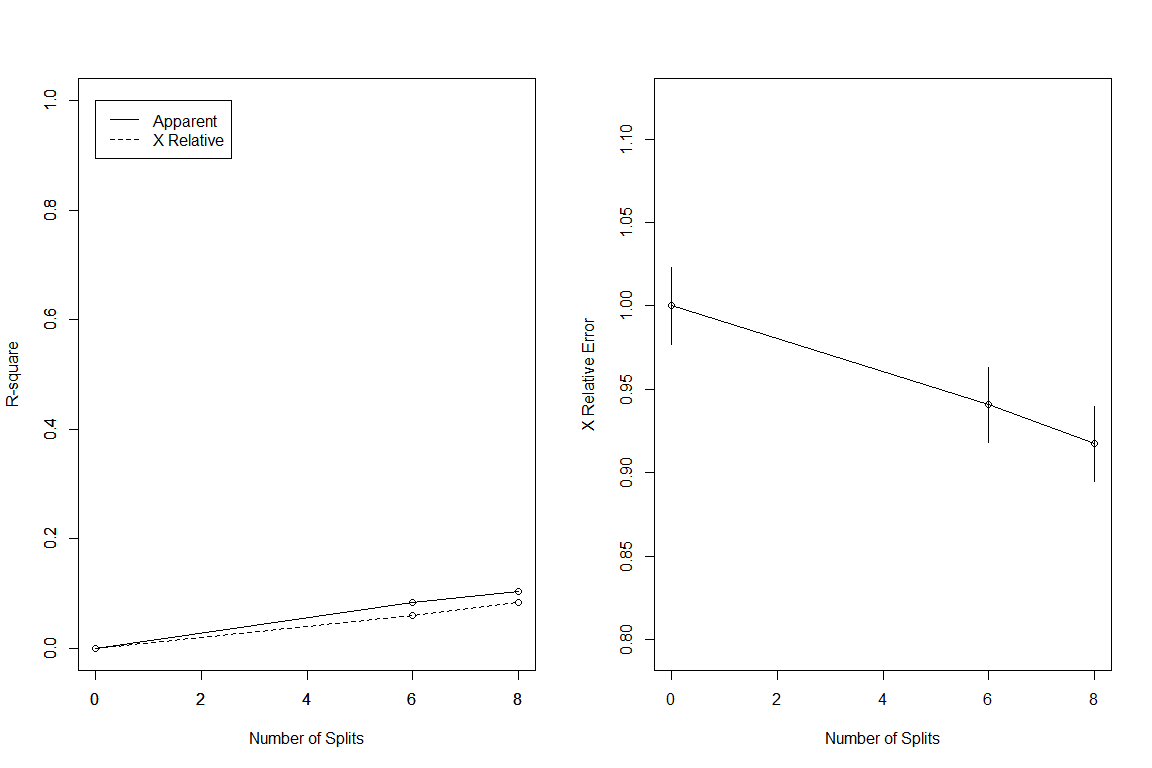 Apparent
X Relative
R-square
1.0
0.8
0.6
0.4
0.2
0.0
0 2 4 6 8
Number of Splits
X Relative Error
1.10
1.05
1.00
0.95
0.90
0.85
0.80
0 2 4 6 8
Number of Splits